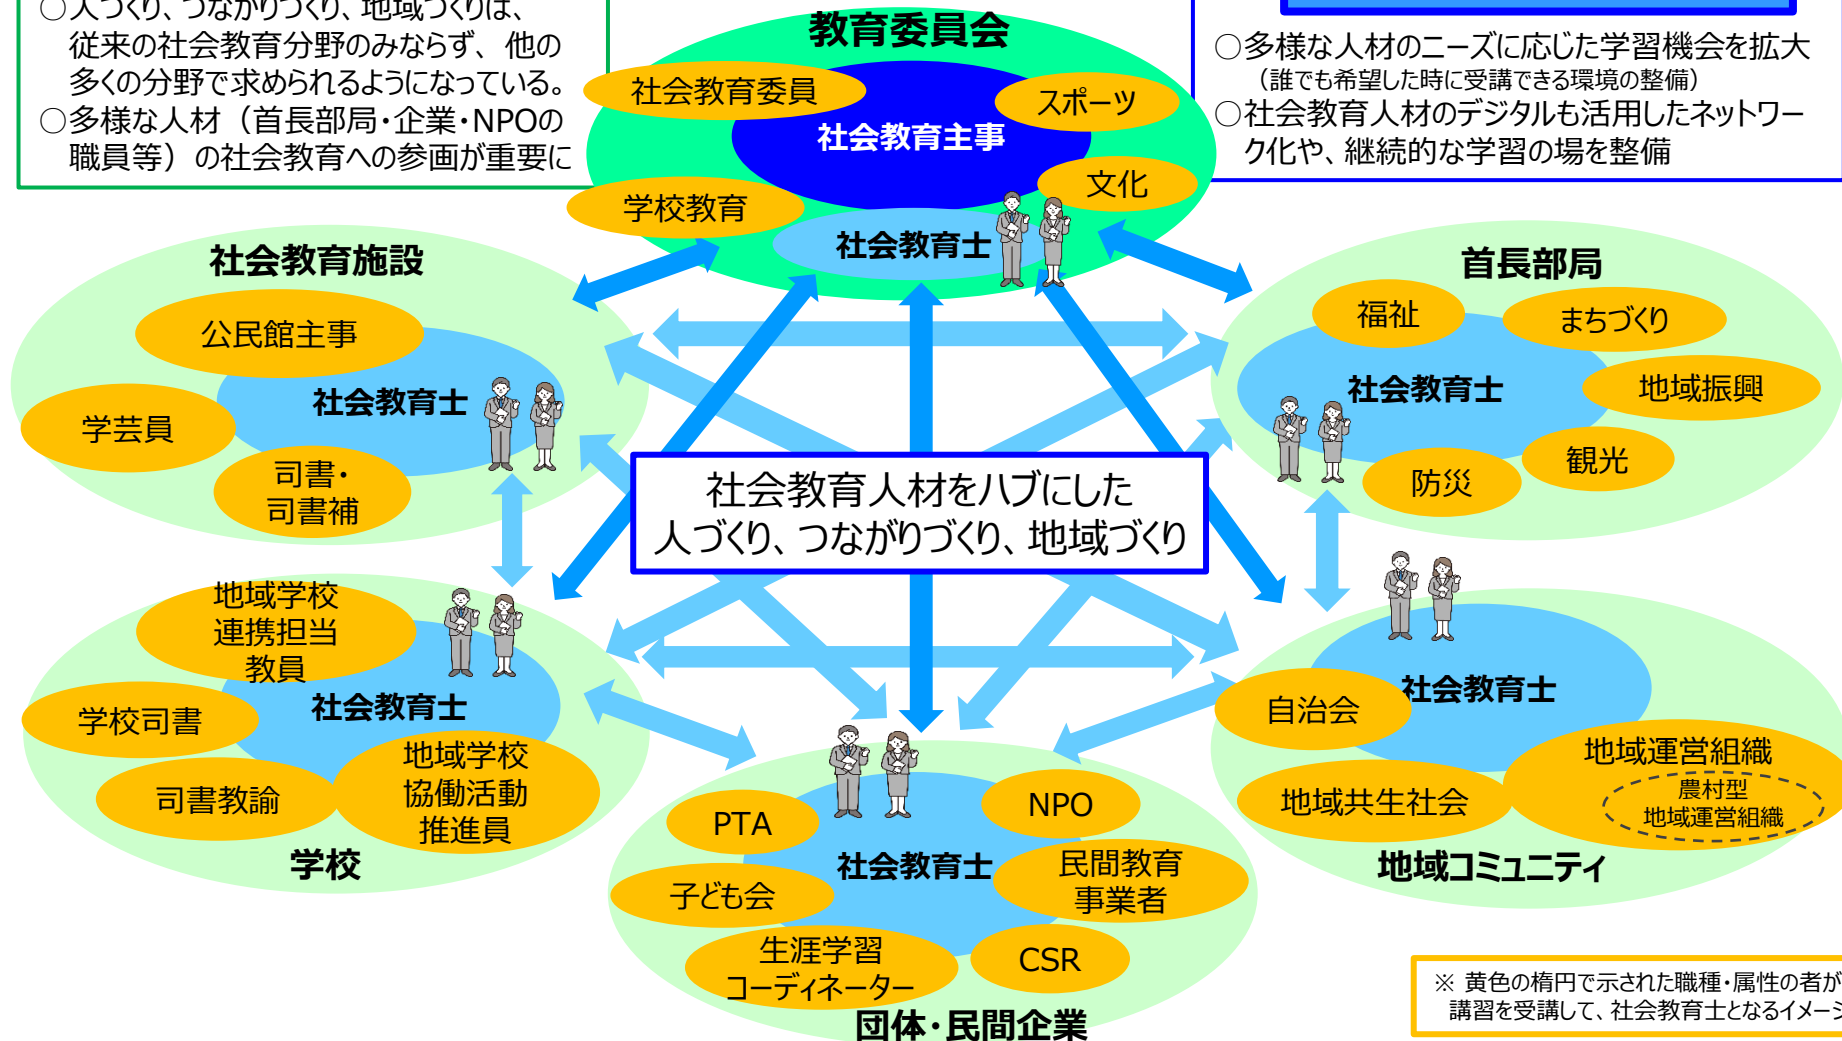 ○人づくり、つながりづくり、地域づくりは、
従来の社会教育分野のみならず、他の
多くの分野で求められるようになっている。
○多様な人材（首長部局・企業・NPOの
職員等）の社会教育への参画が重要に
教育委員会
社会教育委員
スポーツ
社会教育主事
文化
学校教育
社会教育士
○多様な人材のニーズに応じた学習機会を拡大
（誰でも希望した時に受講できる環境の整備）
○社会教育人材のデジタルも活用したネットワー
ク化や、継続的な学習の場を整備
社会教育施設
公民館主事
社会教育士
学芸員
司書・
司書補
首長部局
福祉
まちづくり
社会教育士
地域振興
観光
防災
社会教育人材をハブにした
人づくり、つながりづくり、地域づくり
地域学校
連携担当
教員
社会教育士
学校司書
地域学校
協働活動
推進員
司書教諭
学校
PTA
NPO
社会教育士
民間教育
事業者
子ども会
生涯学習
コーディネーター
CSR
団体・民間企業
社会教育士
自治会
地域運営組織
農村型
地域運営組織
地域共生社会
地域コミュニティ
※ 黄色の楕円で示された職種・属性の者が
講習を受講して、社会教育士となるイメージ